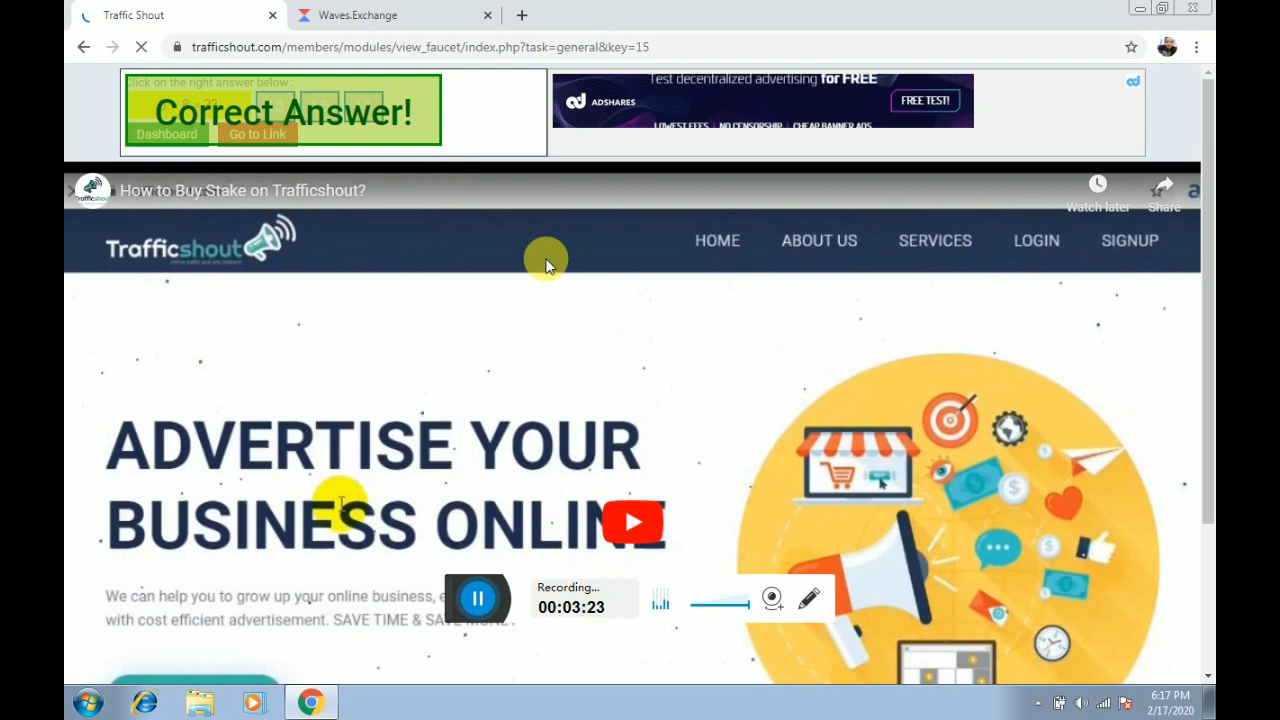 Traffic Shout
Waves.Exchange
trafficshout.com/members/modules/view_faucet/index.php?task=general&key=15
Click on the right answer below :
Correct Answer!
Dashboard
Go to Link
Test decentralized advertising for FREE
ADSHARES
FREE TEST!
LOWEST FEES | NO CENSORSHIP | CHEAP BANNER ADS
How to Buy Stake on Trafficshout?
Watch later
Share
Trafficshout
HOME
ABOUT US
SERVICES
LOGIN
SIGNUP
ADVERTISE YOUR
BUSINESS ONLINE
We can help you to grow up your online business,
with cost efficient advertisement. SAVE TIME &
Recording...
00:03:23
6:17 PM
2/17/2020